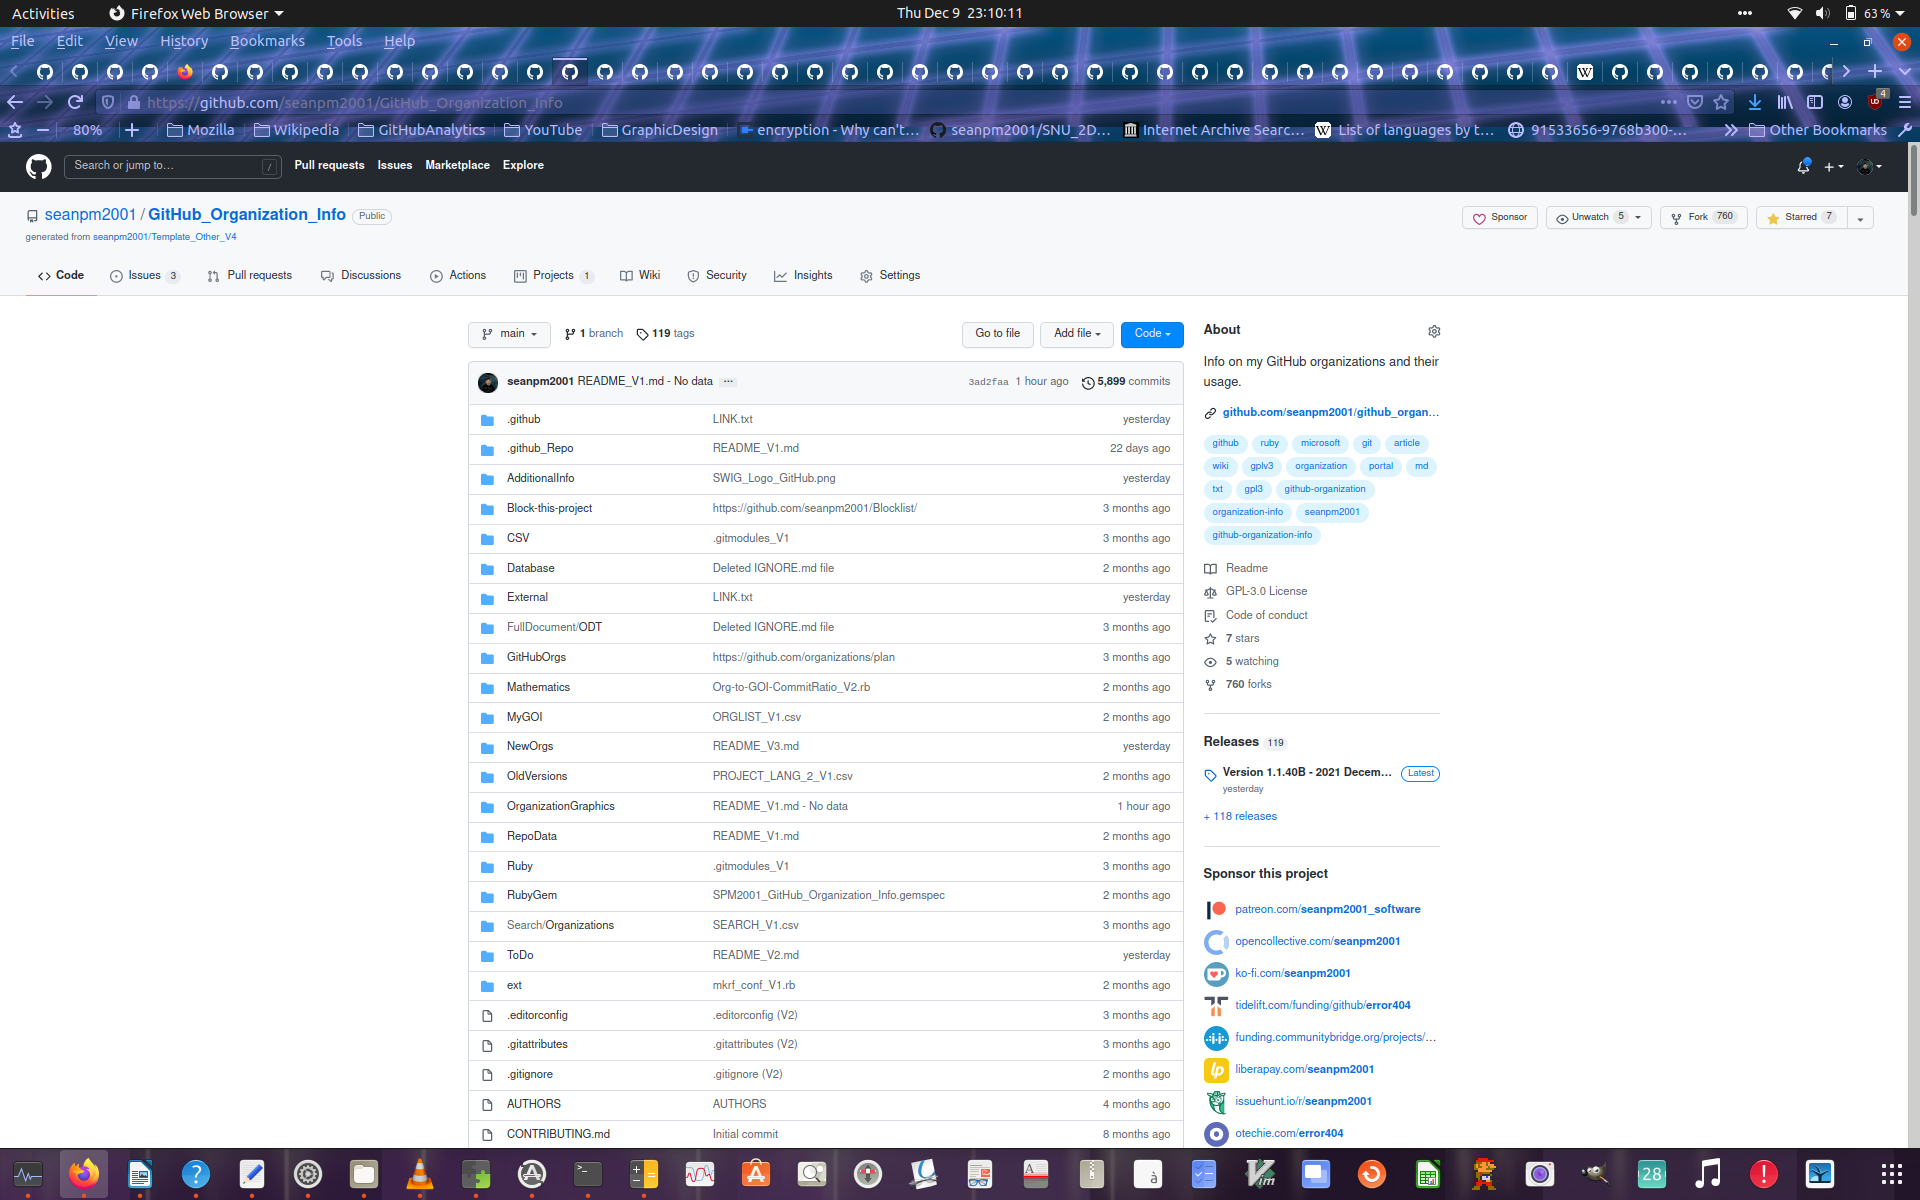 Activities Firefox Web Browser Thu Dec 9 23:10:11 63 %
File Edit View History Bookmarks Tools Help
https://github.com/seanpm2001/GitHub_Organization_Info 4
80% Mozilla Wikipedia GitHubAnalytics YouTube GraphicDesign encryption - Why can't… seanpm2001/SNU_2D… Internet Archive Searc… List of languages by t… 91533656-9768b300-… Other Bookmarks
Search or jump to… / Pull requests Issues Marketplace Explore
seanpm2001 / GitHub_Organization_Info Public Sponsor Unwatch 5 Fork 760 Starred 7
generated from seanpm2001/Template_Other_V4
Code Issues 3 Pull requests Discussions Actions Projects 1 Wiki Security Insights Settings
main 1 branch 119 tags Go to file Add file Code
seanpm2001 README_V1.md - No data ... 3ad2faa 1 hour ago 5,899 commits
.github LINK.txt yesterday
.github_Repo README_V1.md 22 days ago
AdditionalInfo SWIG_Logo_GitHub.png yesterday
Block-this-project https://github.com/seanpm2001/Blocklist/ 3 months ago
CSV .gitmodules_V1 3 months ago
Database Deleted IGNORE.md file 2 months ago
External LINK.txt yesterday
FullDocument/ODT Deleted IGNORE.md file 3 months ago
GitHubOrgs https://github.com/organizations/plan 3 months ago
Mathematics Org-to-GOI-CommitRatio_V2.rb 2 months ago
MyGOI ORGLIST_V1.csv 2 months ago
NewOrgs README_V3.md yesterday
OldVersions PROJECT_LANG_2_V1.csv 2 months ago
OrganizationGraphics README_V1.md - No data 1 hour ago
RepoData README_V1.md 2 months ago
Ruby .gitmodules_V1 3 months ago
RubyGem SPM2001_GitHub_Organization_Info.gemspec 2 months ago
Search/Organizations SEARCH_V1.csv 3 months ago
ToDo README_V2.md yesterday
ext mkrf_conf_V1.rb 2 months ago
.editorconfig .editorconfig (V2) 3 months ago
.gitattributes .gitattributes (V2) 3 months ago
.gitignore .gitignore (V2) 2 months ago
AUTHORS AUTHORS 4 months ago
CONTRIBUTING.md Initial commit 8 months ago
About
Info on my GitHub organizations and their
usage.
github.com/seanpm2001/github_organ…
github ruby microsoft git article
wiki gplv3 organization portal md
txt gpl3 github-organization
organization-info seanpm2001
github-organization-info
Readme
GPL-3.0 License
Code of conduct
7 stars
5 watching
760 forks
Releases 119
Version 1.1.40B - 2021 Decem… Latest
yesterday
+ 118 releases
Sponsor this project
patreon.com/seanpm2001_software
opencollective.com/seanpm2001
ko-fi.com/seanpm2001
tidelift.com/funding/github/error404
funding.communitybridge.org/projects/…
liberapay.com/seanpm2001
issuehunt.io/r/seanpm2001
otechie.com/error404
28